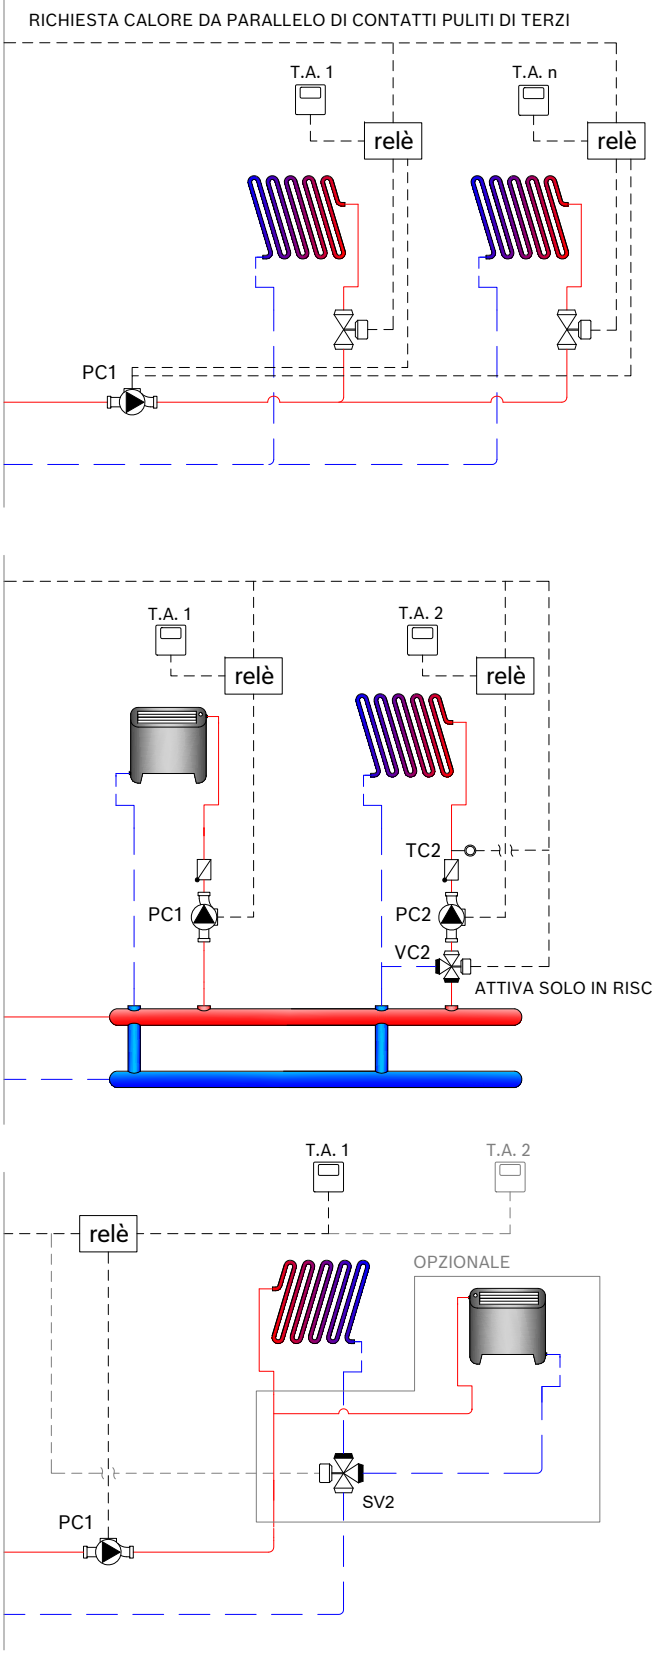 RICHIESTA CALORE DA PARALLELO DI CONTATTI PULITI DI TERZI
T.A. 1
T.A. n
relè
relè
PC1
T.A. 1
T.A. 2
relè
relè
TC2
PC1
PC2
VC2
ATTIVA SOLO IN RISC
T.A. 1
T.A. 2
relè
OPZIONALE
SV2
PC1